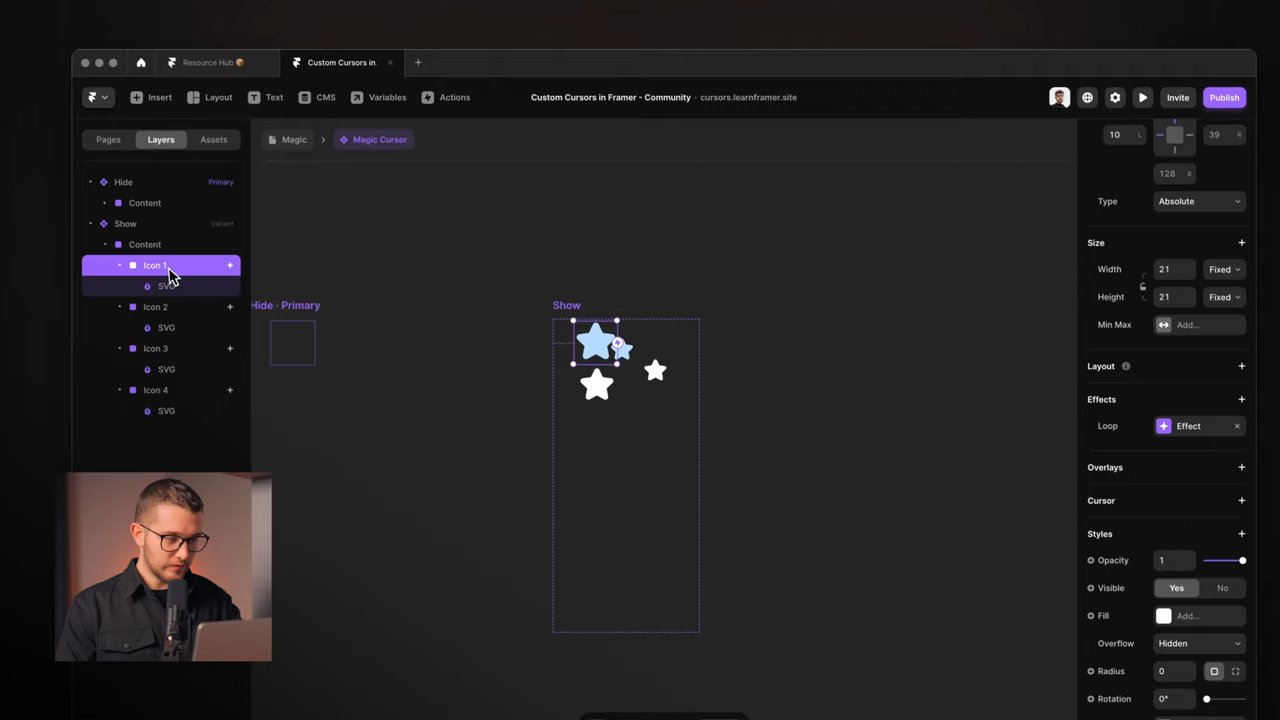 Resource Hub 📦
Custom Cursors in
Insert
Layout
Text
CMS
Variables
Actions
Custom Cursors in Framer - Community · cursors.learnframer.site
Invite
Publish
Pages
Layers
Assets
Magic
Magic Cursor
10 L
39 R
128 B
Hide
Primary
Content
Type
Absolute
Show
Variant
Content
Size
Icon 1
Width
21
Fixed
SVG
Height
21
Fixed
Icon 2
Hide · Primary
Show
Min Max
Add...
SVG
Icon 3
Layout
SVG
Icon 4
Effects
SVG
Loop
Effect
Overlays
Cursor
Styles
Opacity
1
Visible
Yes
No
Fill
Add...
Overflow
Hidden
Radius
0
Rotation
0°